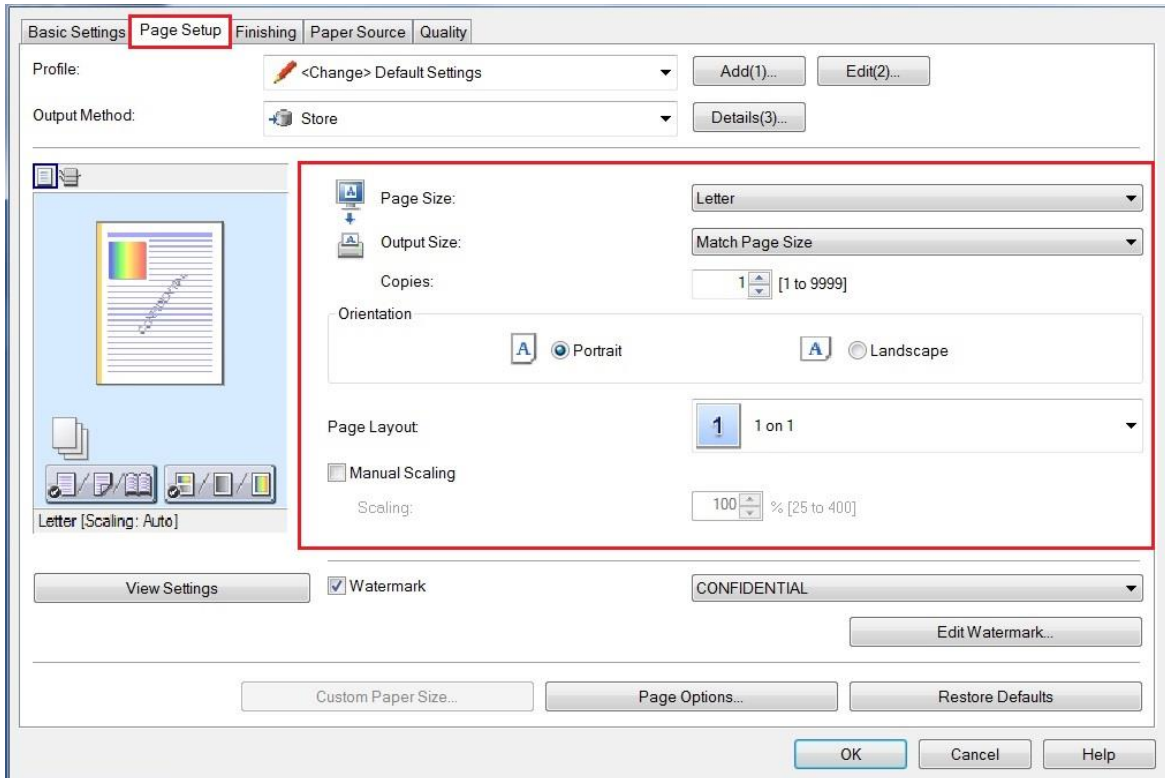 Basic Settings Page Setup Finishing Paper Source Quality
Profile: <Change> Default Settings Add(1)... Edit(2)...
Output Method: Store Details(3)...
A Page Size: Letter
A Output Size: Match Page Size
Copies: 1 [1 to 9999]
Orientation
A Portrait A Landscape
CONFIDENTIAL
Page Layout: 1 1 on 1
Manual Scaling
Scaling: 100 % [25 to 400]
Letter [Scaling: Auto]
View Settings Watermark CONFIDENTIAL
Edit Watermark...
Custom Paper Size... Page Options... Restore Defaults
OK Cancel Help